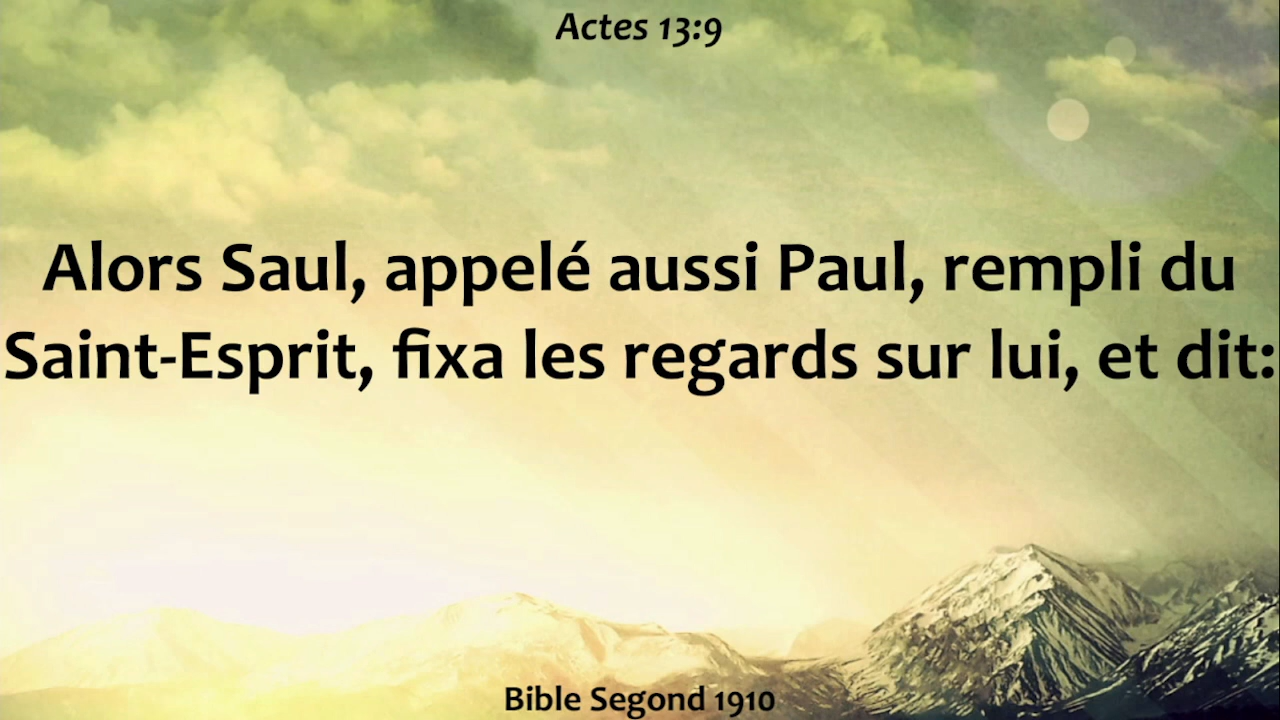 Actes 13:9
Alors Saul, appelé aussi Paul, rempli du
Saint-Esprit, fixa les regards sur lui, et dit:
Bible Segond 1910